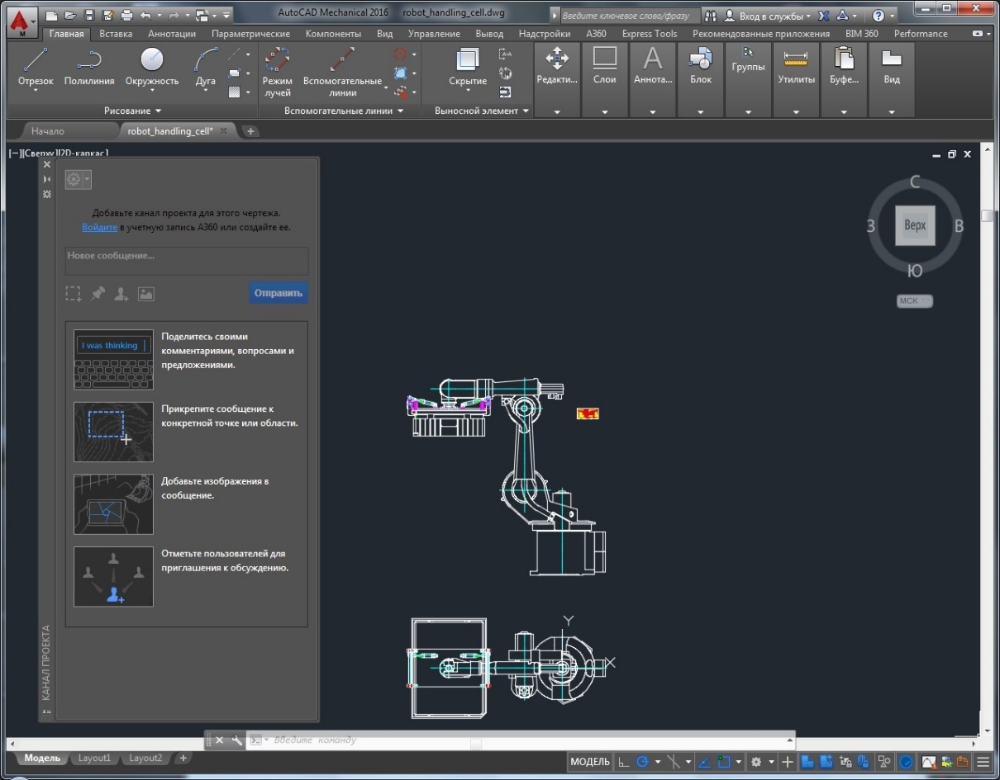 AutoCAD Mechanical 2016 robot_handling_cell.dwg
Введите ключевое слово/фразу
Вход в службы
M
Главная Вставка Аннотации Параметрические Компоненты Вид Управление Вывод Надстройки A360 Express Tools Рекомендованные приложения BIM 360 Performance
Отрезок Полилиния Окружность Дуга
Режим лучей
Вспомогательные линии
Скрытие
Редакти...
Слои
Аннота...
Блок
Группы
Утилиты
Буфе...
Вид
Рисование Вспомогательные линии Выносной элемент
Начало robot_handling_cell*
[−][Сверху][2D-каркас]
Добавьте канал проекта для этого чертежа.
Войдите в учетную запись A360 или создайте ее.
Новое сообщение...
Отправить
I was thinking
Поделитесь своими
комментариями, вопросами и
предложениями.
Прикрепите сообщение к
конкретной точке или области.
Добавьте изображения в
сообщение.
Отметьте пользователей для
приглашения к обсуждению.
КАНАЛ ПРОЕКТА
С
З Верх В
Ю
МСК
Y
X
Введите команду
Модель Layout1 Layout2 +
МОДЕЛЬ